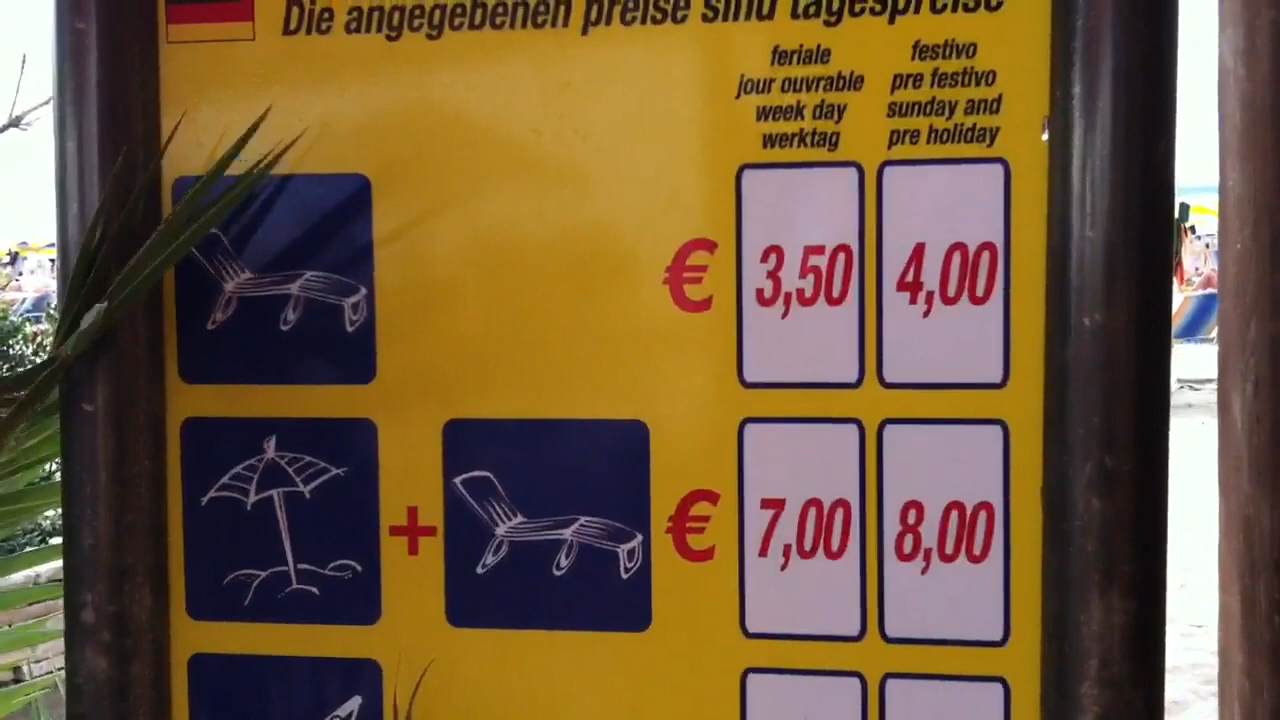 Die angegebenen preise sind tagespreise
feriale
jour ouvrable
week day
werktag
festivo
pre festivo
sunday and
pre holiday
€ 3,50 4,00
+ € 7,00 8,00